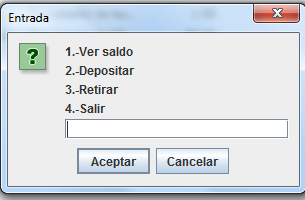 Entrada
1.-Ver saldo
2.-Depositar
3.-Retirar
4.-Salir
Aceptar
Cancelar